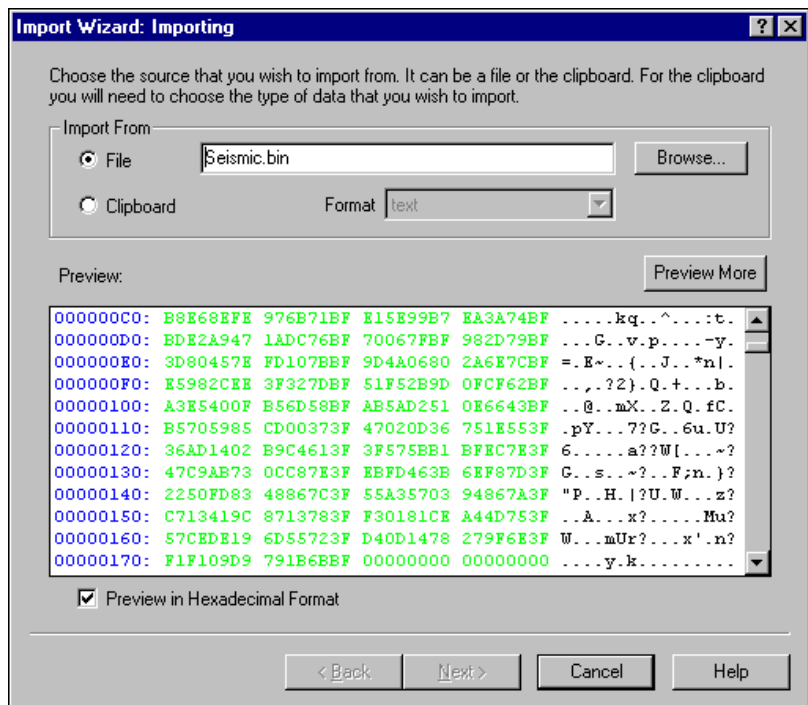 Import Wizard: Importing
Choose the source that you wish to import from. It can be a file or the clipboard. For the clipboard
you will need to choose the type of data that you wish to import.
Import From
File Seismic.bin Browse...
Clipboard Format text
Preview: Preview More
000000C0: B8E68EFE 976B71BF E15E99B7 EA3A74BF .....kq..^...:t.
000000D0: BDE2A947 1ADC76BF 70067FBF 982D79BF ...G..v.p....-y.
000000E0: 3D80457E FD107BBF 9D4A0680 2A6E7CBF =.E~..{..J..*n|.
000000F0: E5982CEE 3F327DBF 51F52B9D 0FCF62BF ..,.?2}.Q.+...b.
00000100: A3E5400F B56D58BF AB5AD251 0E6643BF ..@..mX..Z.Q.fC.
00000110: B5705985 CD00373F 47020D36 751E553F .pY...7?G..6u.U?
00000120: 36AD1402 B9C4613F 3F575BB1 BFEC7E3F 6.....a??W[...~?
00000130: 47C9AB73 0CC87E3F EBFD463B 6EF87D3F G..s..~?..F;n.}?
00000140: 2250FD83 48867C3F 55A35703 94867A3F "P..H.|?U.W...z?
00000150: C713419C 8713783F F30181CE A44D753F ..A...x?.....Mu?
00000160: 57CEDE19 6D55723F D40D1478 279F6E3F W...mUr?...x'.n?
00000170: F1F109D9 791B6BBF 00000000 00000000 ....y.k.........
Preview in Hexadecimal Format
< Back Next > Cancel Help